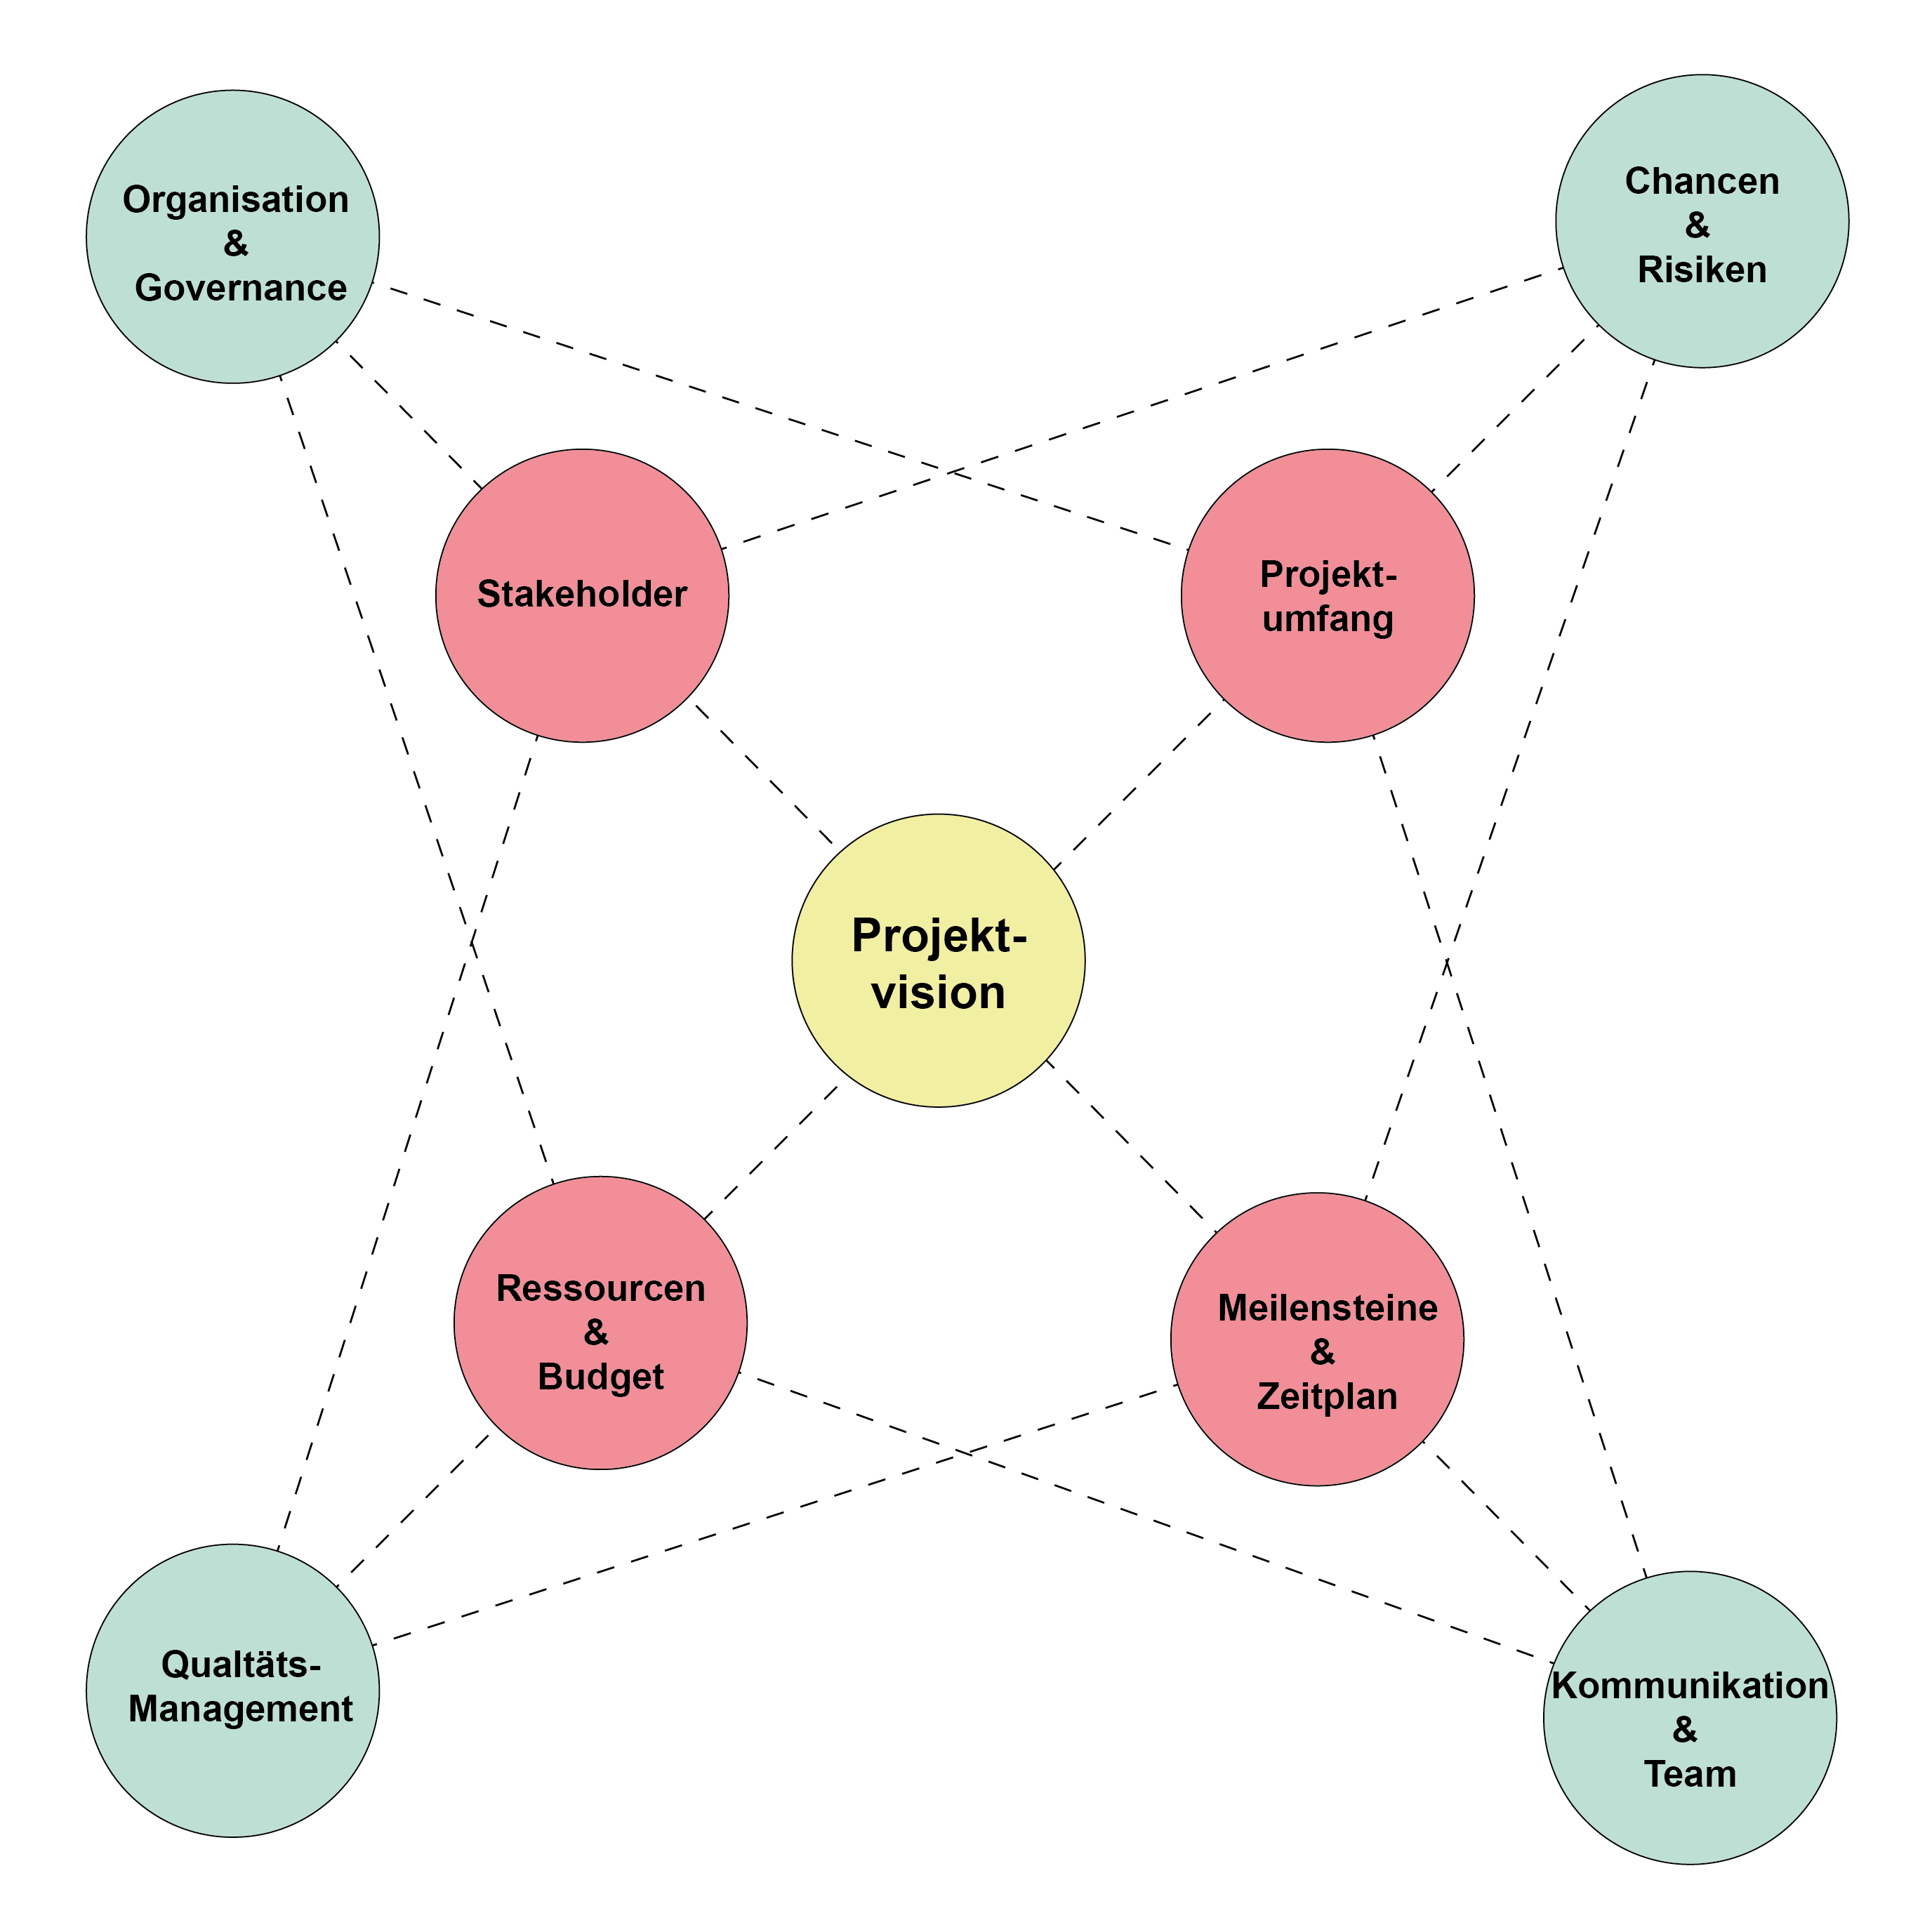 Organisation
&
Governance
Chancen
&
Risiken
Stakeholder
Projekt-
umfang
Projekt-
vision
Ressourcen
&
Budget
Meilensteine
&
Zeitplan
Qualtäts-
Management
Kommunikation
&
Team